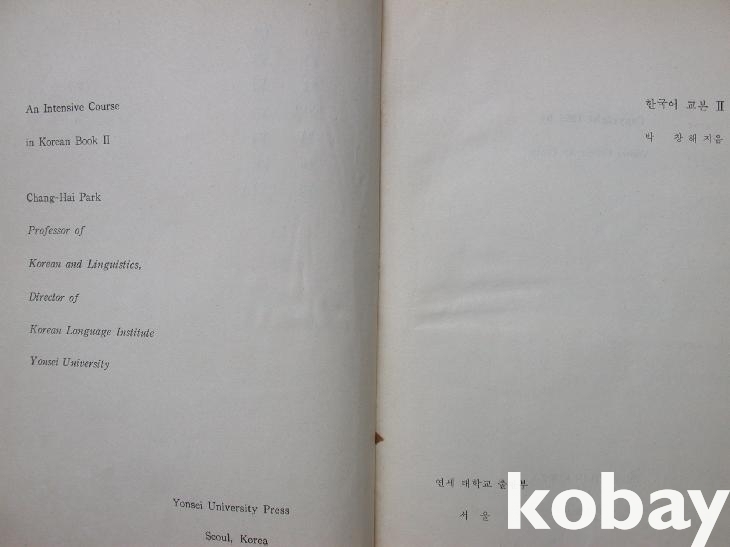 An Intensive Course
in Korean Book II
Chang-Hai Park
Professor of
Korean and Linguistics,
Director of
Korean Language Institute
Yonsei University
Yonsei University Press
Seoul, Korea
한국어 교본 II
박 창 해 지음
연세 대학교
서 울
kobay